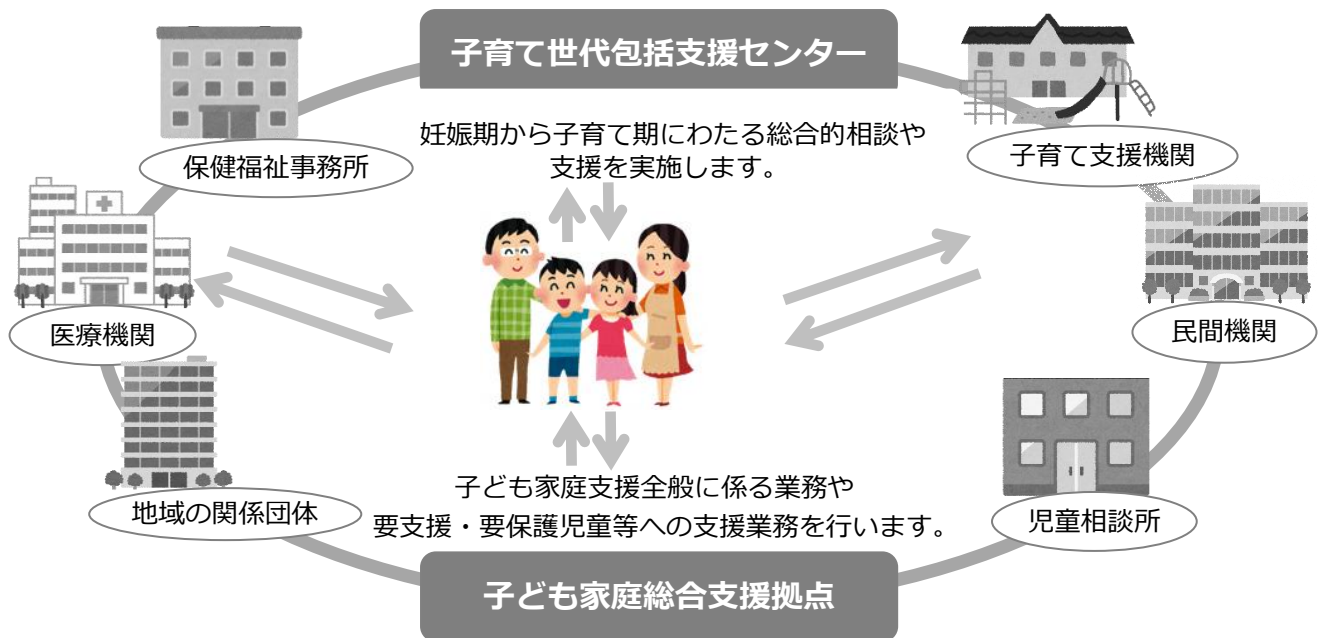 子育て世代包括支援センター
妊娠期から子育て期にわたる総合的相談や
支援を実施します。
保健福祉事務所
子育て支援機関
医療機関
民間機関
地域の関係団体
児童相談所
子ども家庭支援全般に係る業務や
要支援・要保護児童等への支援業務を行います。
子ども家庭総合支援拠点